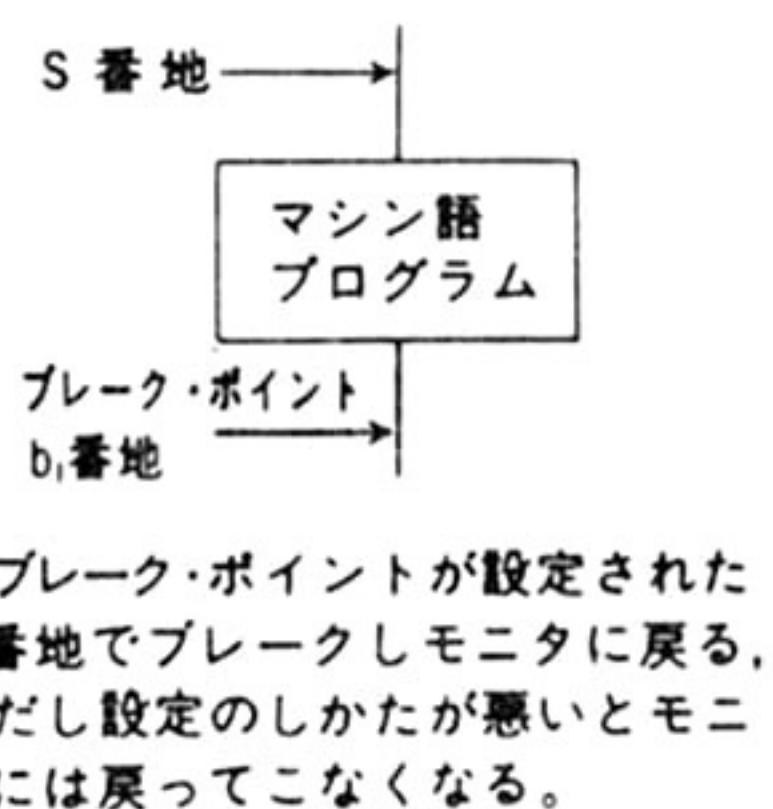 S 番地
マシン語
プログラム
ブレーク・ポイント
b₁番地
ブレーク・ポイントが設定された
番地でブレークしモニタに戻る,
だし設定のしかたが悪いとモニ
には戻ってこなくなる。